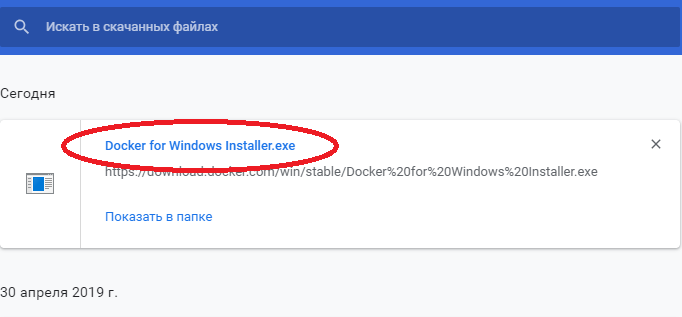 Искать в скачанных файлах
Сегодня
Docker for Windows Installer.exe
https://download.docker.com/win/stable/Docker%20for%20Windows%20Installer.exe
Показать в папке
30 апреля 2019 г.